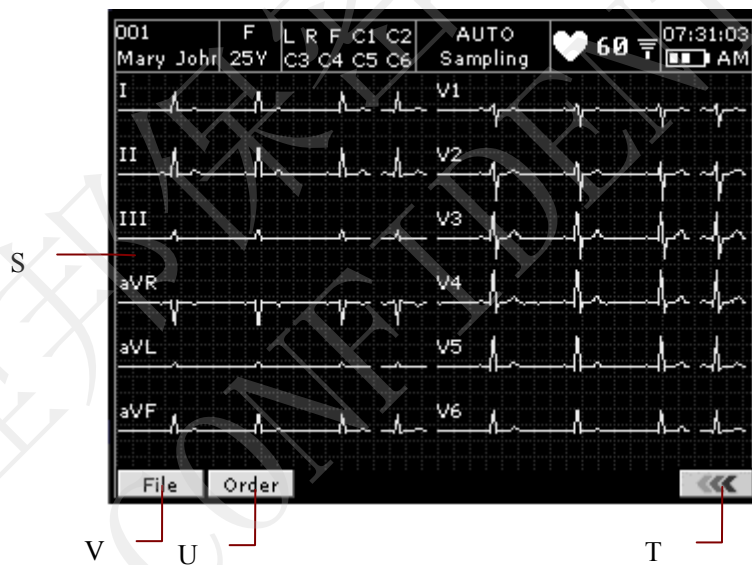 001 F L R F C1 C2 AUTO 60 07:31:03
Mary Johr 25Y C3 C4 C5 C6 Sampling AM
I V1
II V2
III V3
S
aVR V4
aVL V5
aVF V6
File Order
V U T
CONFIDENT